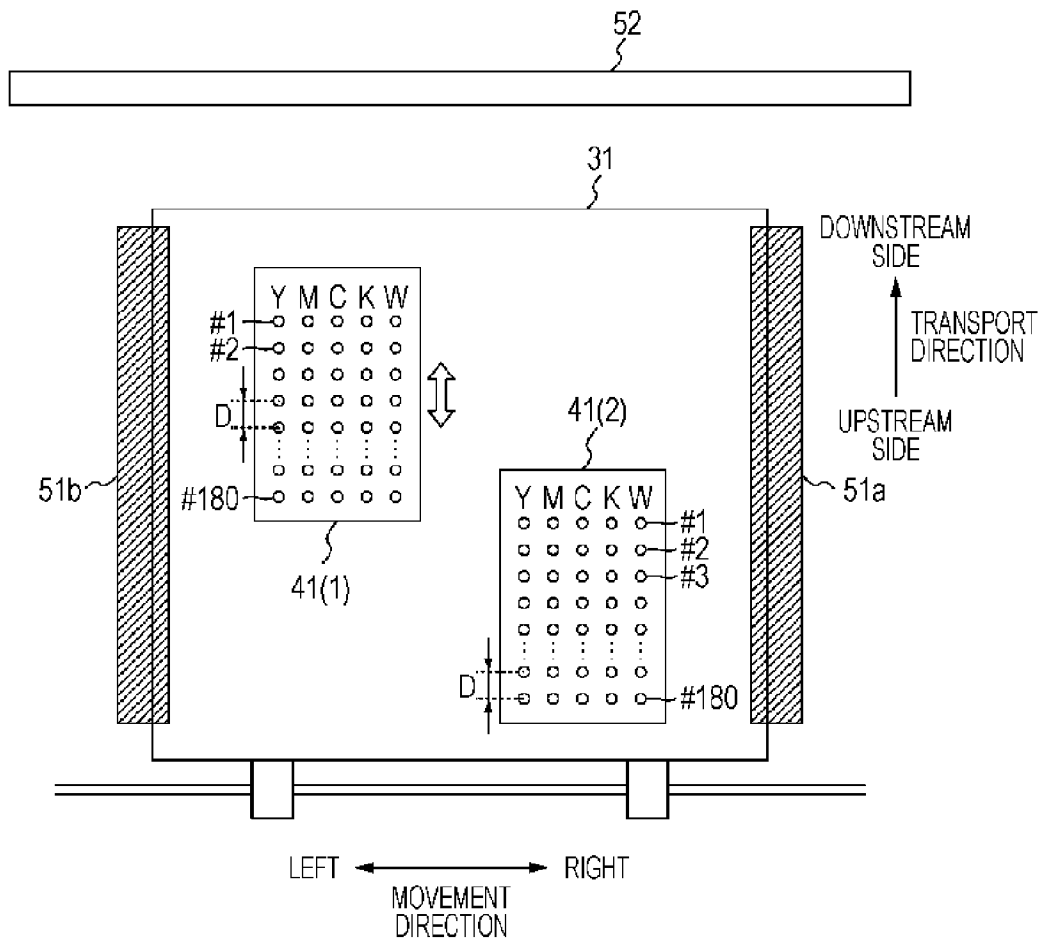 52
31
DOWNSTREAM
SIDE
TRANSPORT
DIRECTION
UPSTREAM
SIDE
Y M C K W
#1
#2
D
#180
41(1)
51b
41(2)
Y M C K W
#1
#2
#3
D
#180
51a
LEFT
RIGHT
MOVEMENT
DIRECTION